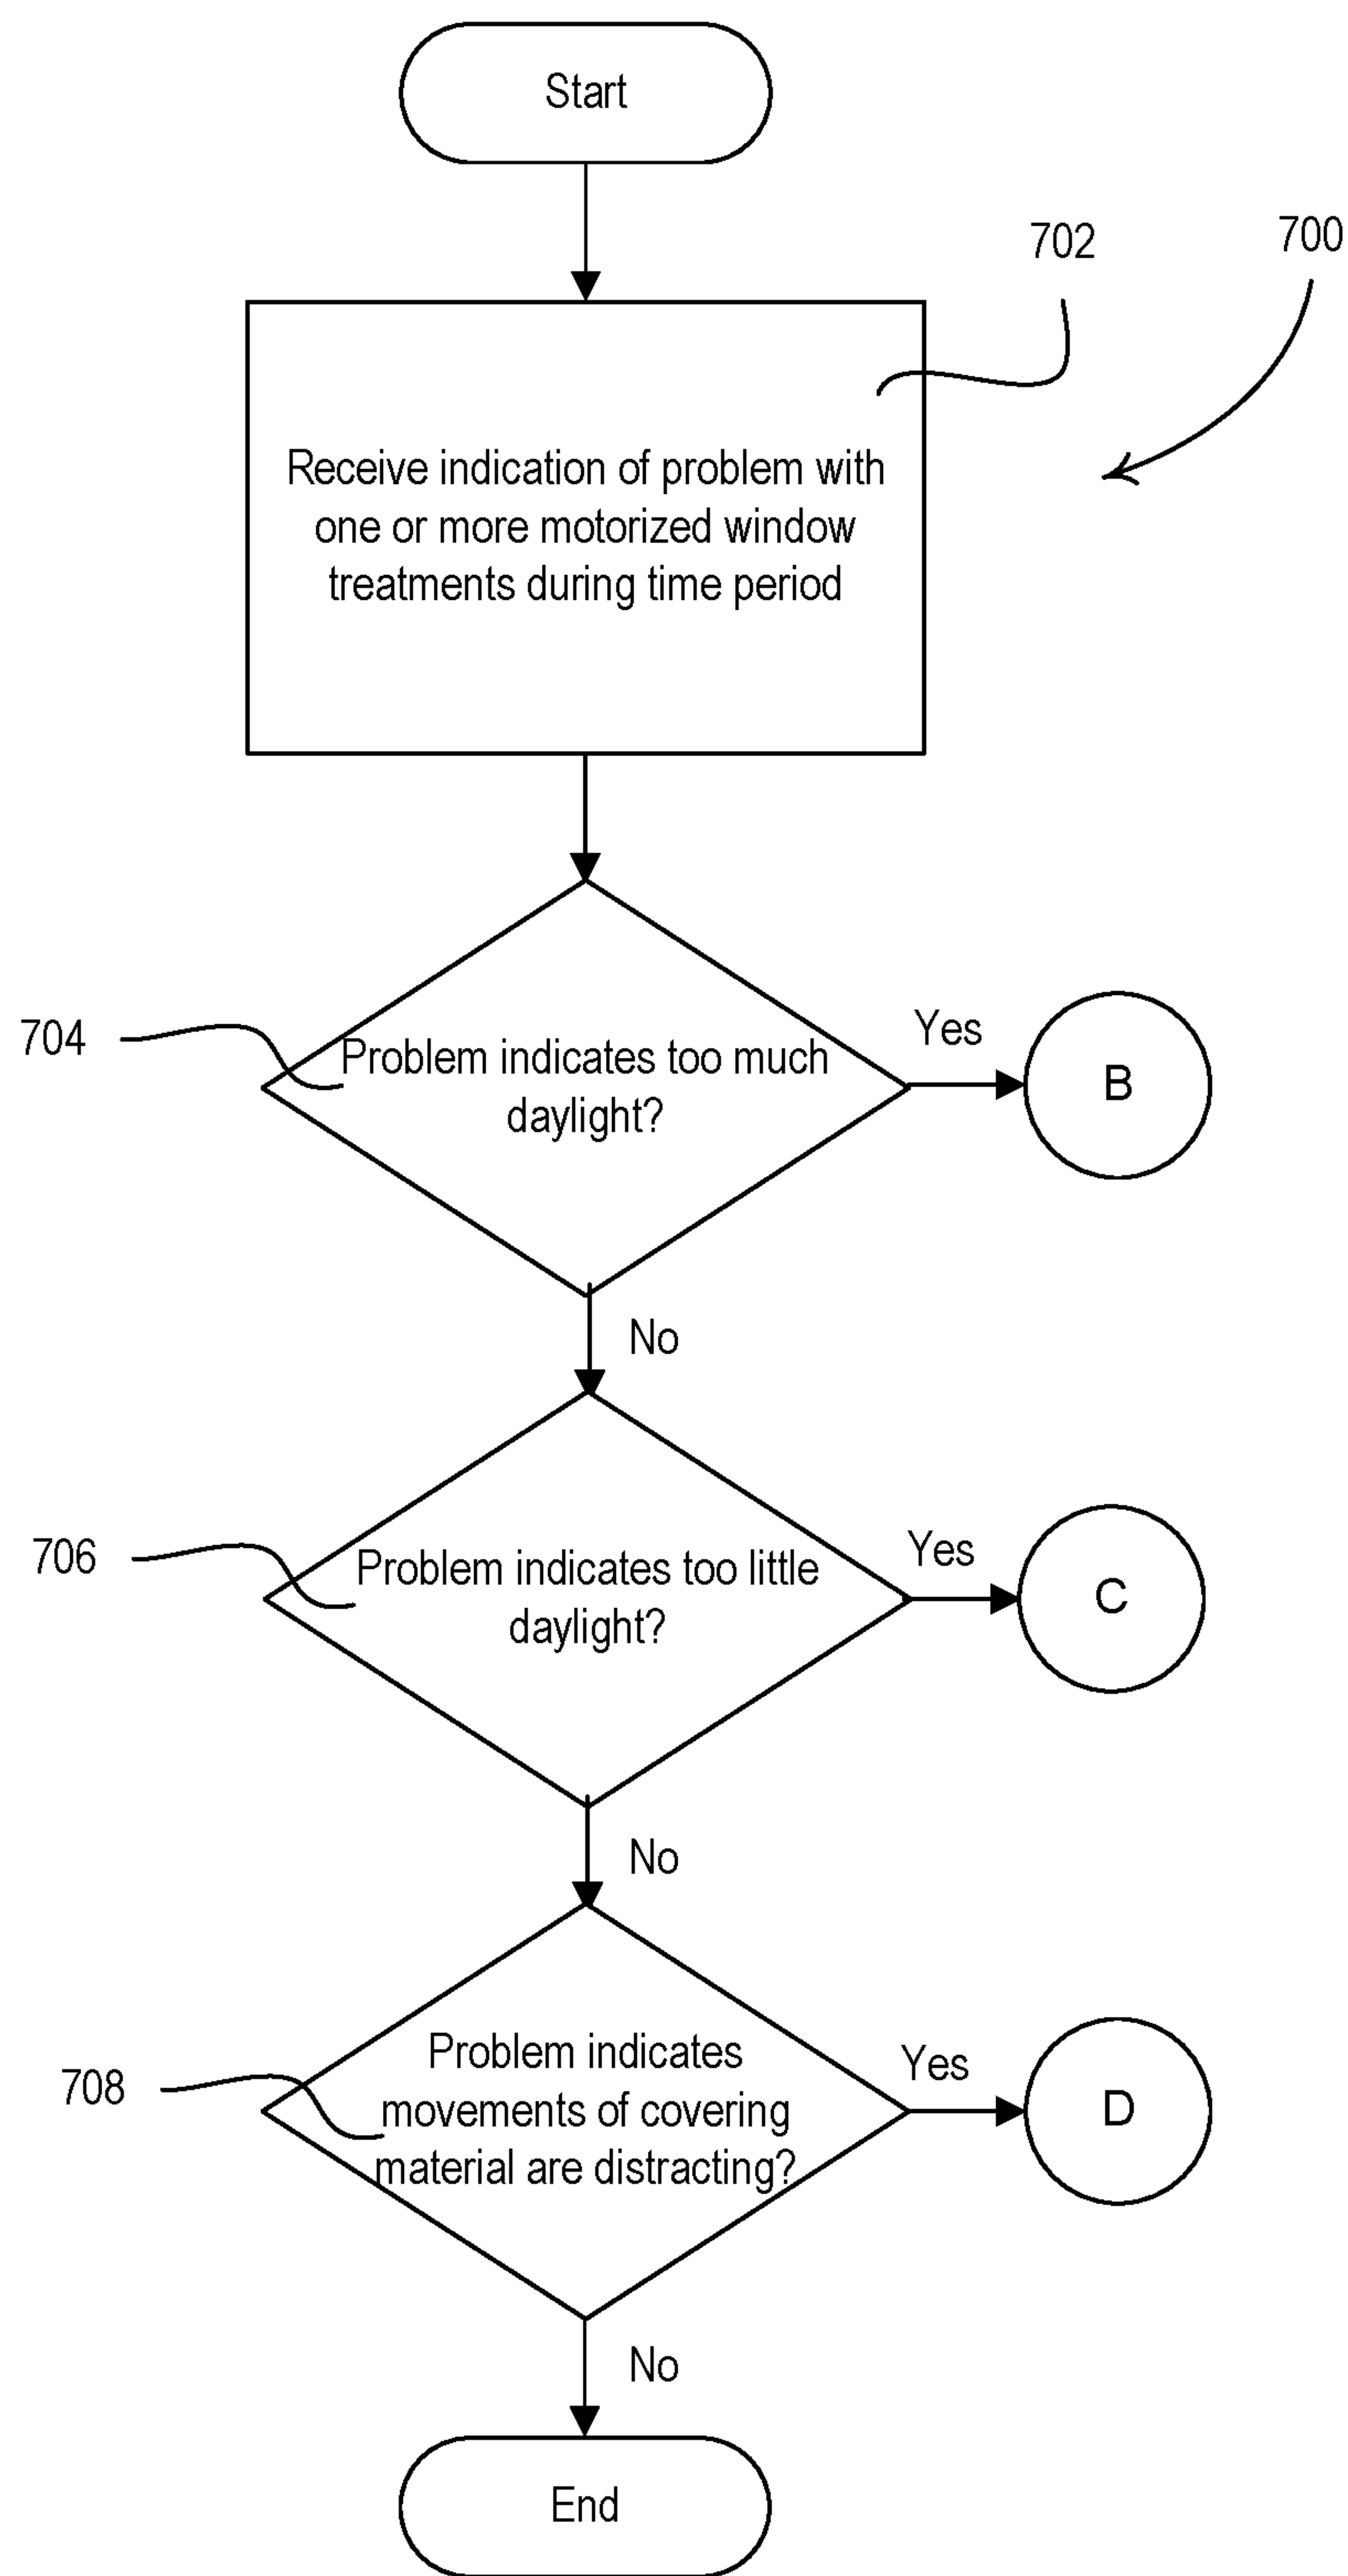 Start
702
700
Receive indication of problem with
one or more motorized window
treatments during time period
704
Problem indicates too much
daylight?
Yes
B
No
706
Problem indicates too little
daylight?
Yes
C
No
708
Problem indicates
movements of covering
material are distracting?
Yes
D
No
End